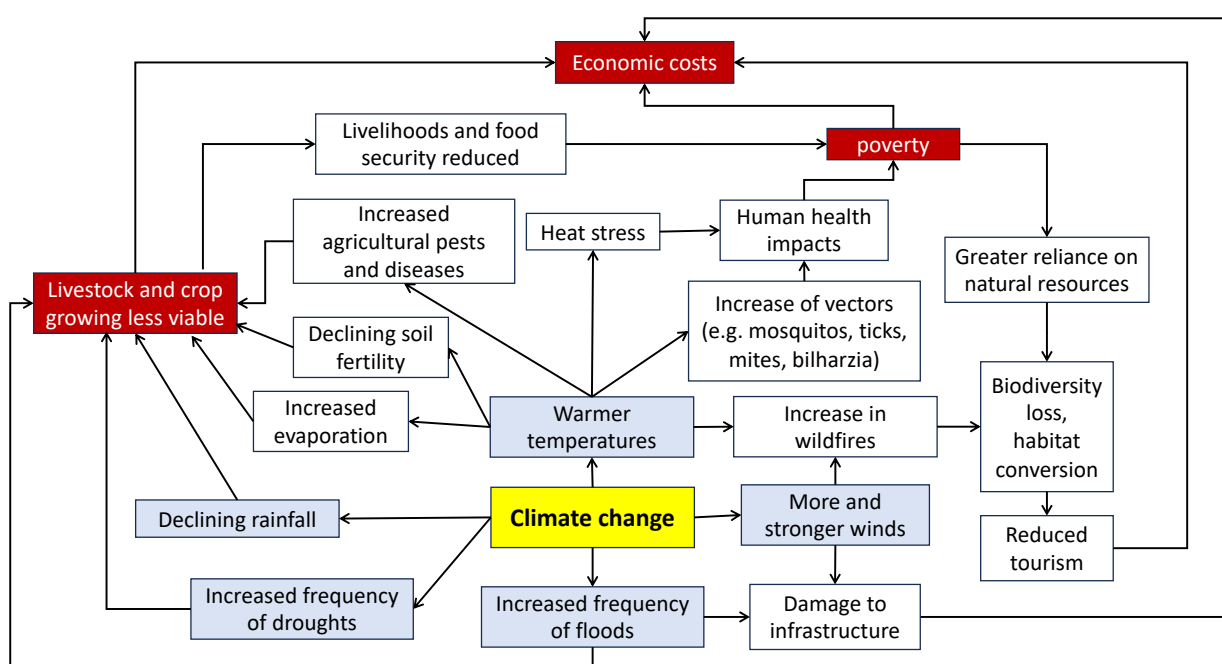 Economic costs
Livelihoods and food
security reduced
poverty
Increased
agricultural pests
and diseases
Heat stress
Human health
impacts
Greater reliance on
natural resources
Livestock and crop
growing less viable
Increase of vectors
(e.g. mosquitos, ticks,
mites, bilharzia)
Declining soil
fertility
Biodiversity
loss,
habitat
conversion
Increased
evaporation
Warmer
temperatures
Increase in
wildfires
Declining rainfall
Climate change
More and
stronger winds
Reduced
tourism
Increased frequency
of droughts
Increased frequency
of floods
Damage to
infrastructure